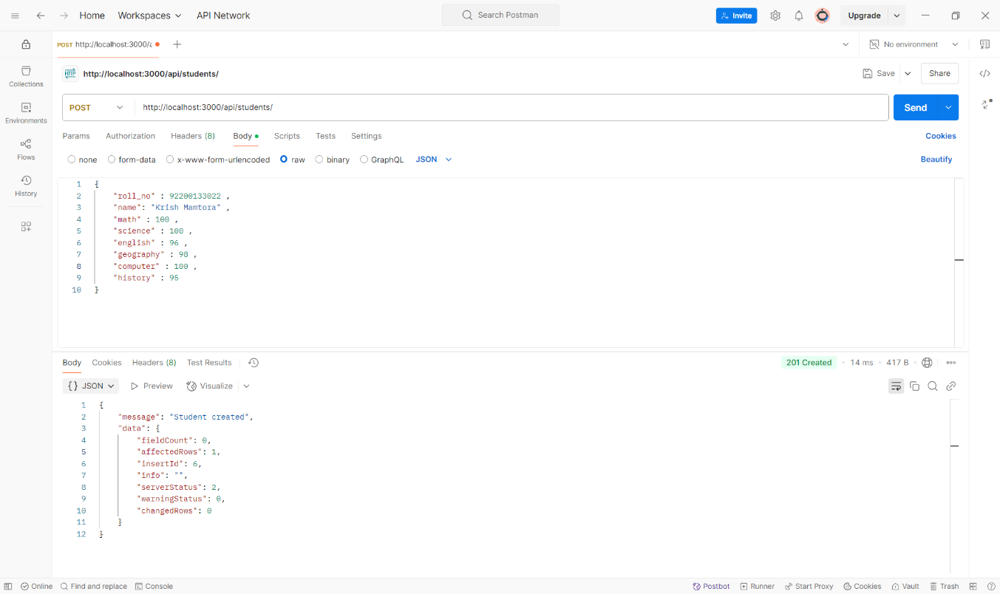 Home Workspaces API Network Search Postman Invite Upgrade
POST http://localhost:3000/a No environment
HTTP http://localhost:3000/api/students/ Save Share
Collections
POST http://localhost:3000/api/students/ Send
Environments
Params Authorization Headers (8) Body Scripts Tests Settings Cookies
Flows
none form-data x-www-form-urlencoded raw binary GraphQL JSON Beautify
History
1 {
2 "roll_no" : 92200133022 ,
3 "name": "Krish Mamtora" ,
4 "math" : 100 ,
5 "science" : 100 ,
6 "english" : 96 ,
7 "geography" : 98 ,
8 "computer" : 100 ,
9 "history" : 95
10 }
Body Cookies Headers (8) Test Results 201 Created 14 ms 417 B
{} JSON Preview Visualize
1 {
2 "message": "Student created",
3 "data": {
4 "fieldCount": 0,
5 "affectedRows": 1,
6 "insertId": 6,
7 "info": "",
8 "serverStatus": 2,
9 "warningStatus": 0,
10 "changedRows": 0
11 }
12 }
Online Find and replace Console Postbot Runner Start Proxy Cookies Vault Trash